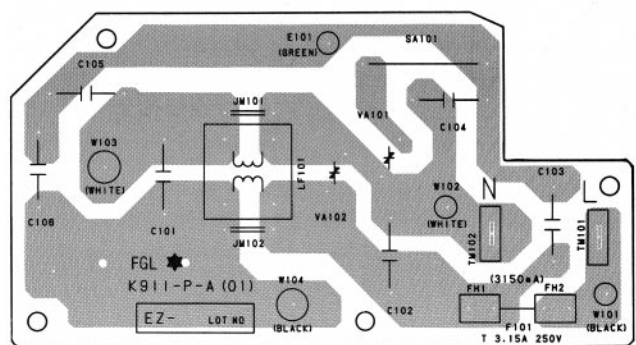 E101
(GREEN)
SA101
C105
JM101
VA101
C104
W103
(WHITE)
LF101
C103
N
L
W102
(WHITE)
C106
C101
VA102
TM102
TM101
JM102
FGL
K911-P-A (01)
W104
(BLACK)
C102
(3150mA)
FH1
FH2
W101
(BLACK)
EZ-
LOT NO
F101
T 3.15A 250V